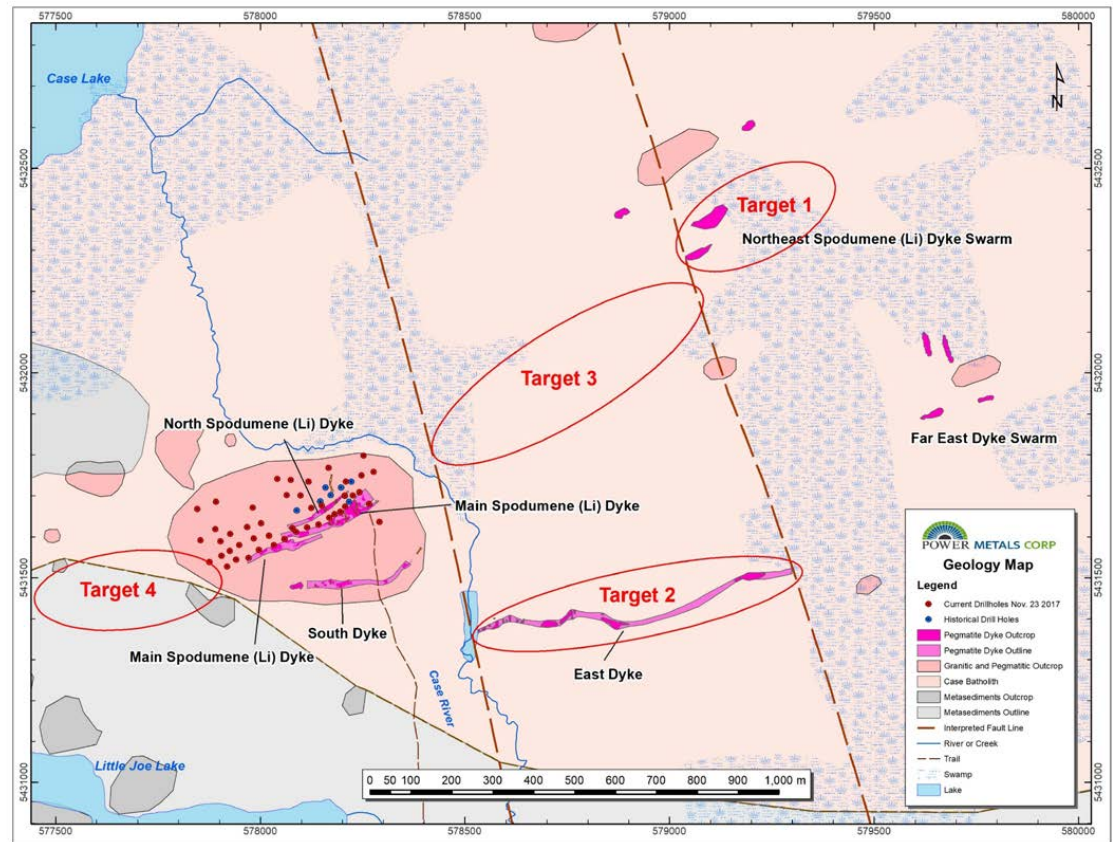 577500
578000
578500
579000
579500
580000
Case Lake
N
5432500
5432500
Target 1
Northeast Spodumene (Li) Dyke Swarm
5432000
5432000
Target 3
North Spodumene (Li) Dyke
Far East Dyke Swarm
Main Spodumene (Li) Dyke
5431500
5431500
Target 4
Target 2
South Dyke
Main Spodumene (Li) Dyke
East Dyke
Case River
Little Joe Lake
5431000
5431000
0 50 100 200 300 400 500 600 700 800 900 1,000 m
POWER METALS CORP
Geology Map
Legend
Current Drillholes Nov. 23 2017
Historical Drill Holes
Pegmatite Dyke Outcrop
Pegmatite Dyke Outline
Granitic and Pegmatitic Outcrop
Case Batholith
Metasediments Outcrop
Metasediments Outline
Interpreted Fault Line
River or Creek
Trail
Swamp
Lake
577500
578000
578500
579000
579500
580000